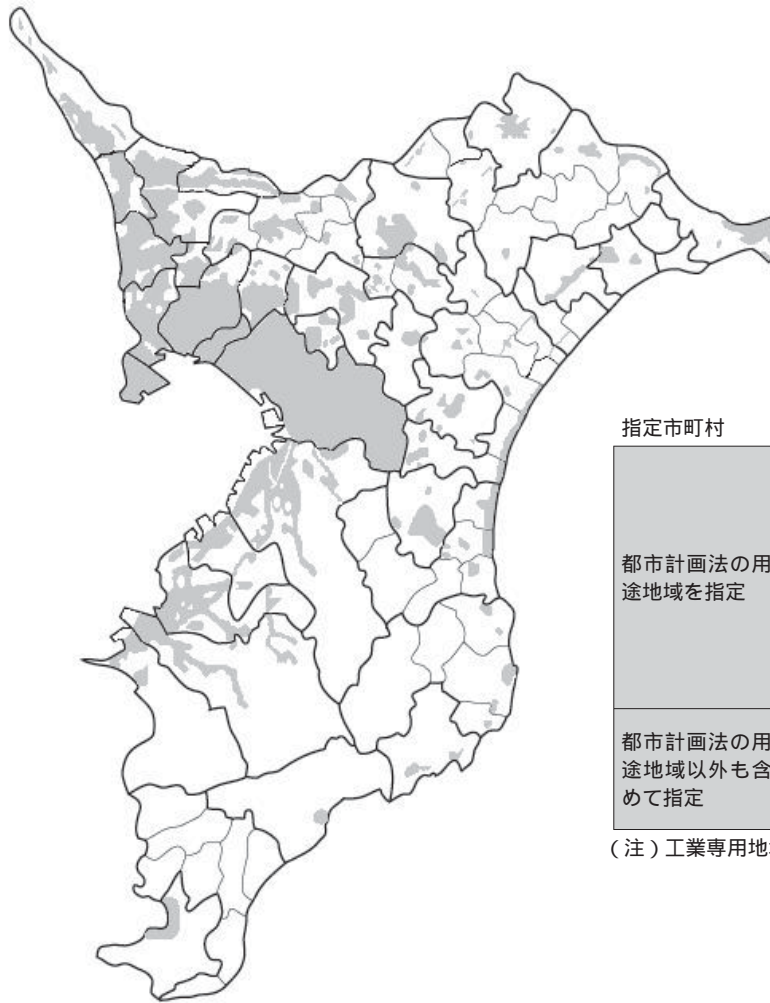 指定市町村
都市計画法の用
途地域を指定
都市計画法の用
途地域以外も含
めて指定
（注）工業専用地